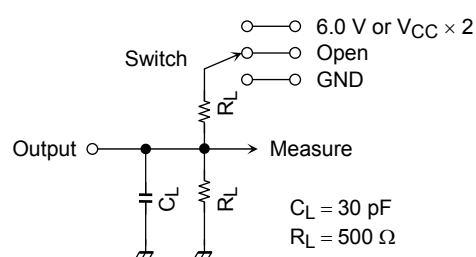 6.0 V or VCC × 2
Switch
Open
GND
RL
Output
Measure
CL
RL
CL = 30 pF
RL = 500 Ω